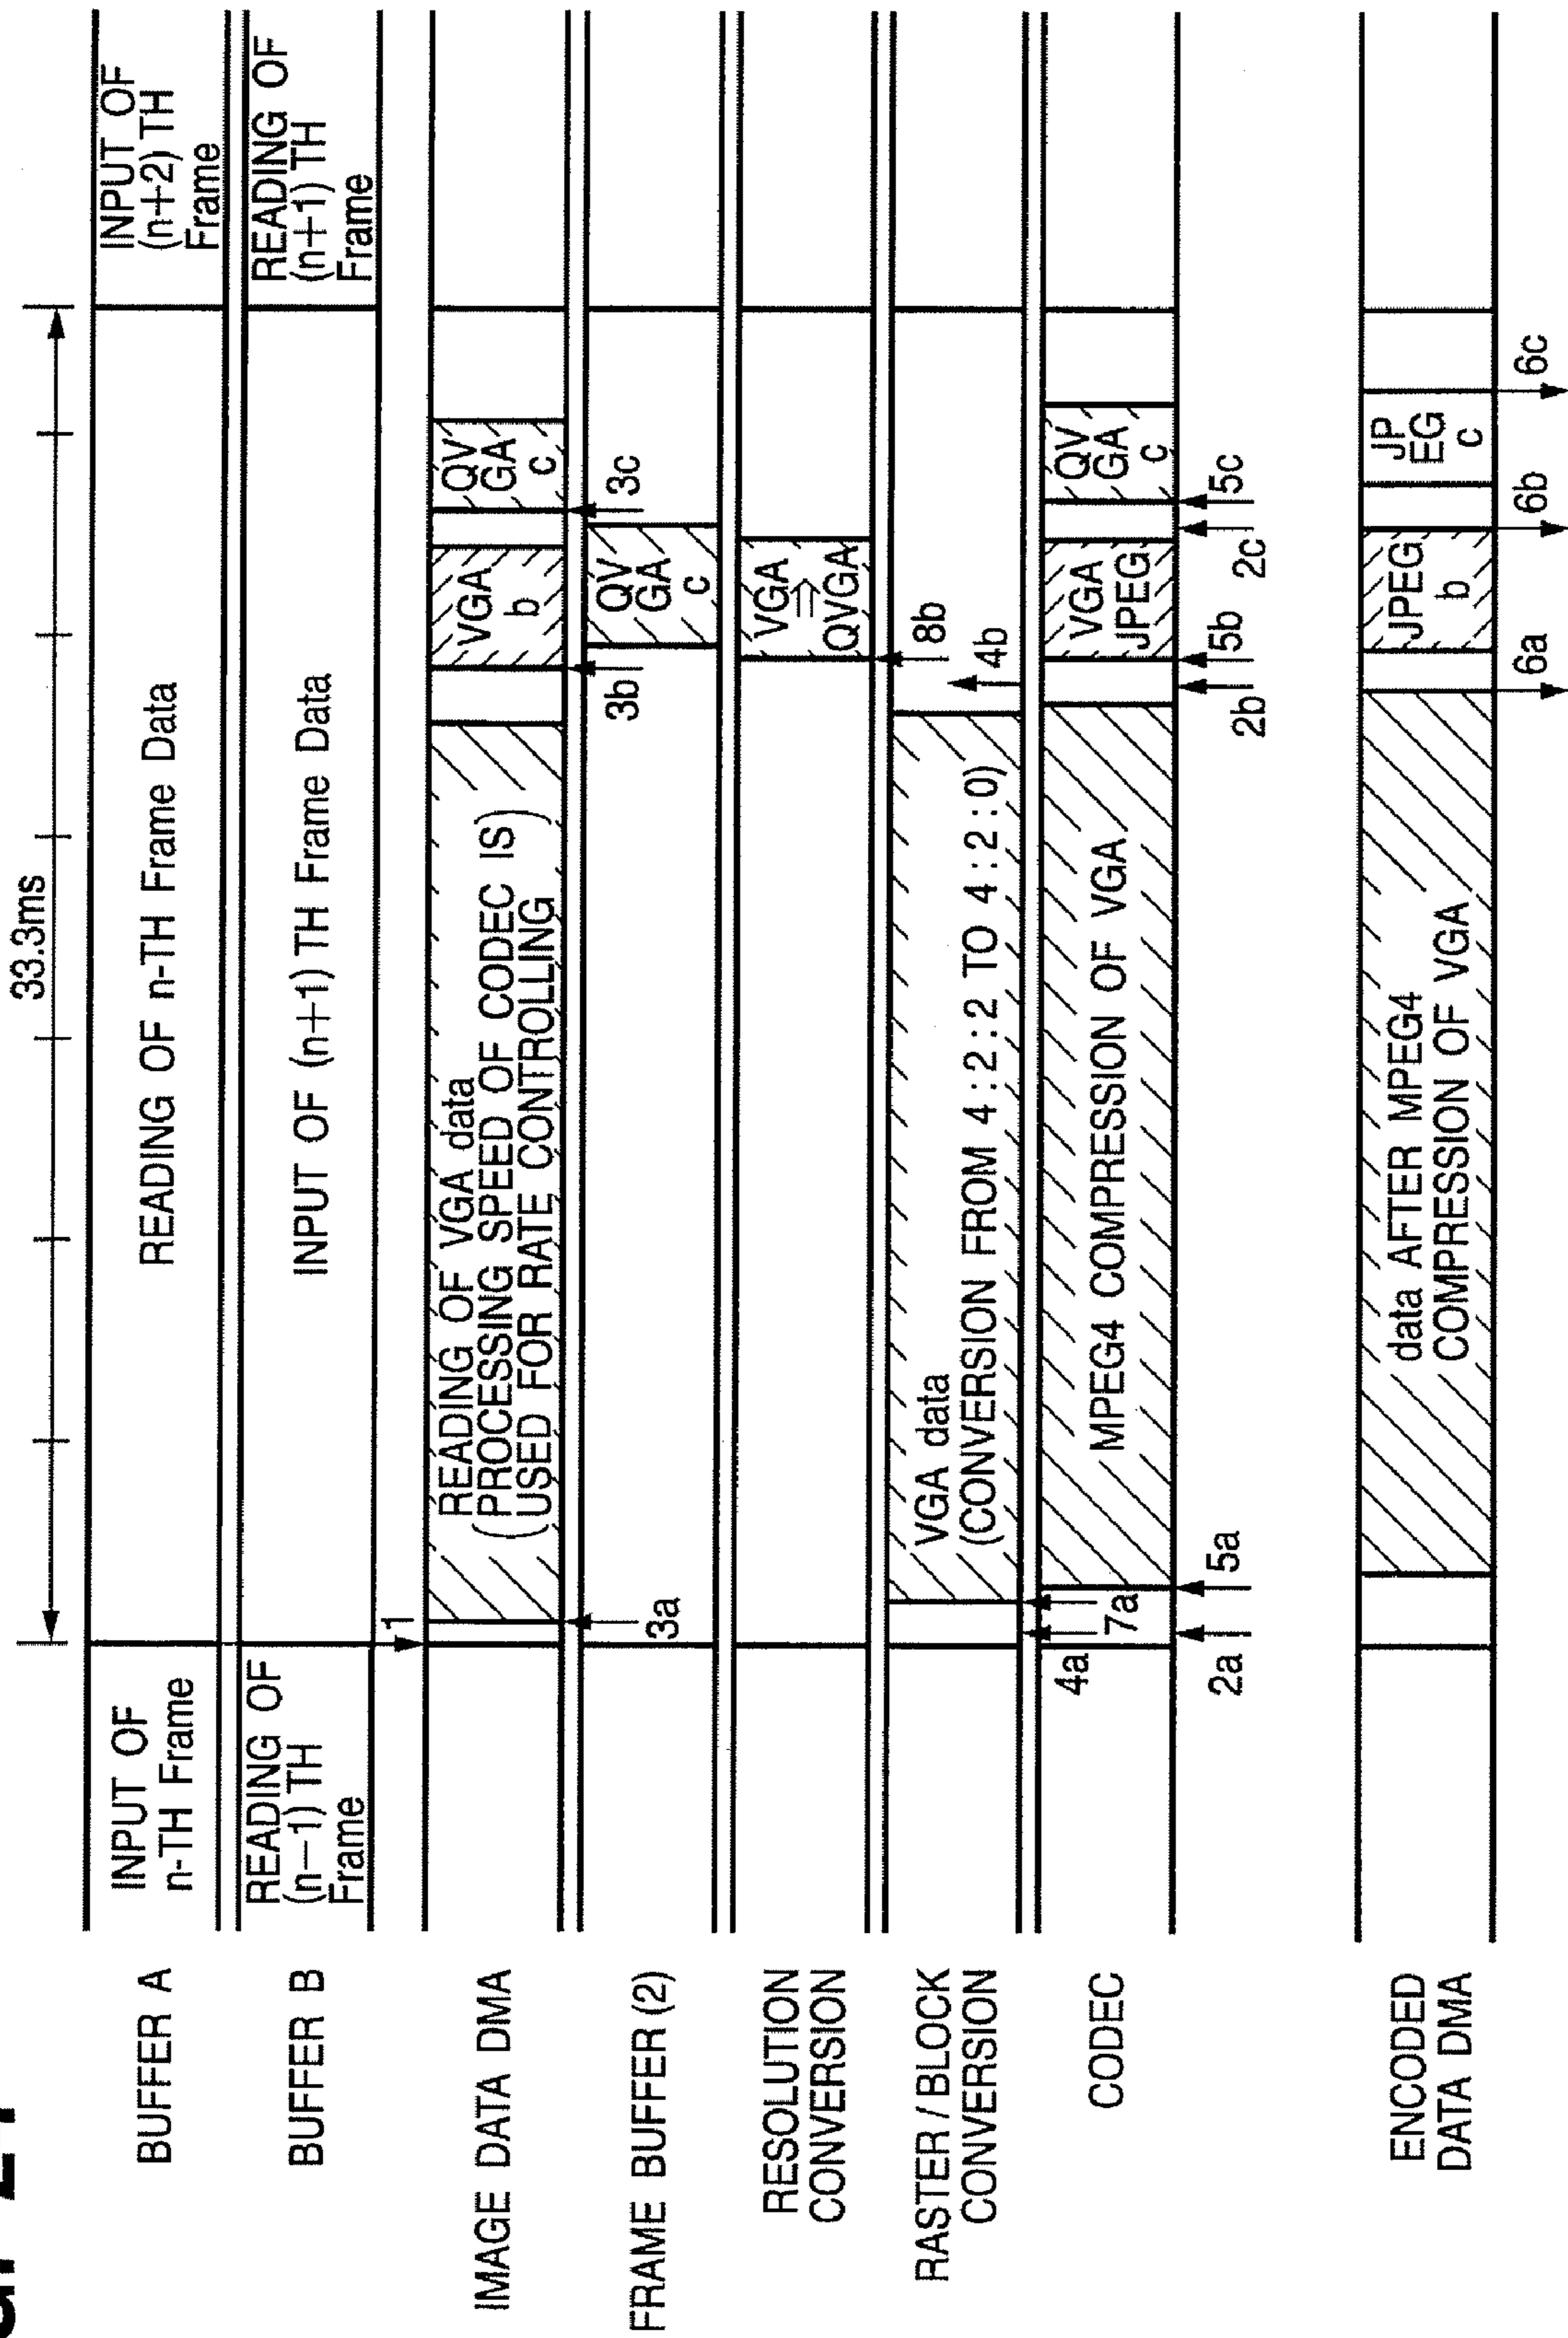 33.3ms
BUFFER A
INPUT OF
n-TH Frame
READING OF n-TH Frame Data
INPUT OF
(n+2) TH
Frame
BUFFER B
READING OF
(n−1) TH
Frame
INPUT OF (n+1) TH Frame Data
READING OF
(n+1) TH
Frame
1
IMAGE DATA DMA
READING OF VGA data
(PROCESSING SPEED OF CODEC IS)
(USED FOR RATE CONTROLLING
VGA
b
QV
GA
c
3a
3b
3c
FRAME BUFFER (2)
QV
GA
c
RESOLUTION
CONVERSION
VGA
⇒
QVGA
8b
RASTER / BLOCK
CONVERSION
VGA data
(CONVERSION FROM 4 : 2 : 2 TO 4 : 2 : 0)
4a
7a
4b
CODEC
MPEG4 COMPRESSION OF VGA
VGA
JPEG
QV
GA
c
2a
5a
2b
5b
2c
5c
ENCODED
DATA DMA
data AFTER MPEG4
COMPRESSION OF VGA
JPEG
b
JP
EG
c
6a
6b
6c